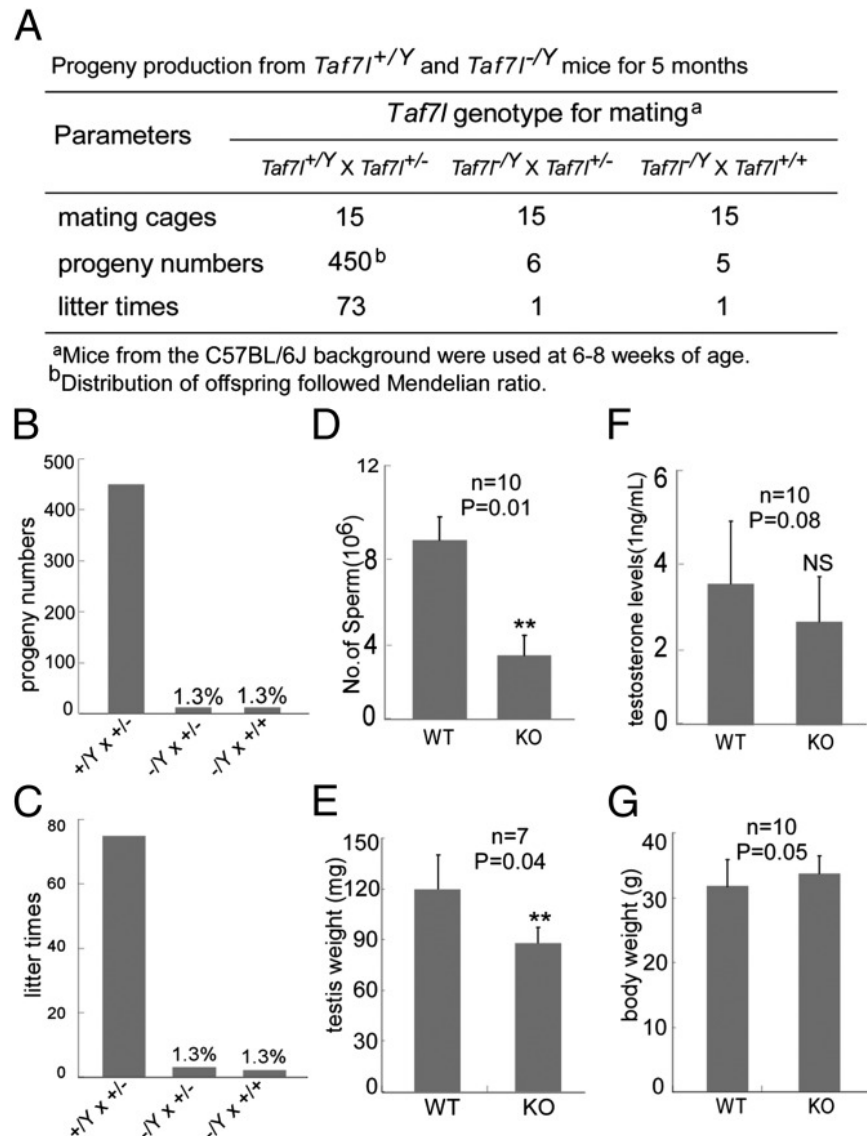 A
Progeny production from Taf7l+/Y and Taf7l-/Y mice for 5 months
Parameters
Taf7l genotype for matinga
Taf7l+/Y X Taf7l+/- Taf7l-/Y X Taf7l+/- Taf7l-/Y X Taf7l+/+
mating cages 15 15 15
progeny numbers 450b 6 5
litter times 73 1 1
aMice from the C57BL/6J background were used at 6-8 weeks of age.
bDistribution of offspring followed Mendelian ratio.
B
progeny numbers
500
400
300
200
100
0
1.3% 1.3%
+/Y x +/- -/Y x +/- -/Y x +/+
C
litter times
80
60
40
20
0
1.3% 1.3%
+/Y x +/- -/Y x +/- -/Y x +/+
D
No.of Sperm(106)
12
8
4
0
n=10
P=0.01
**
WT KO
E
testis weight (mg)
150
120
90
60
30
0
n=7
P=0.04
**
WT KO
F
testosterone levels(1ng/mL)
6
4
2
0
n=10
P=0.08
NS
WT KO
G
body weight (g)
40
30
20
10
0
n=10
P=0.05
WT KO